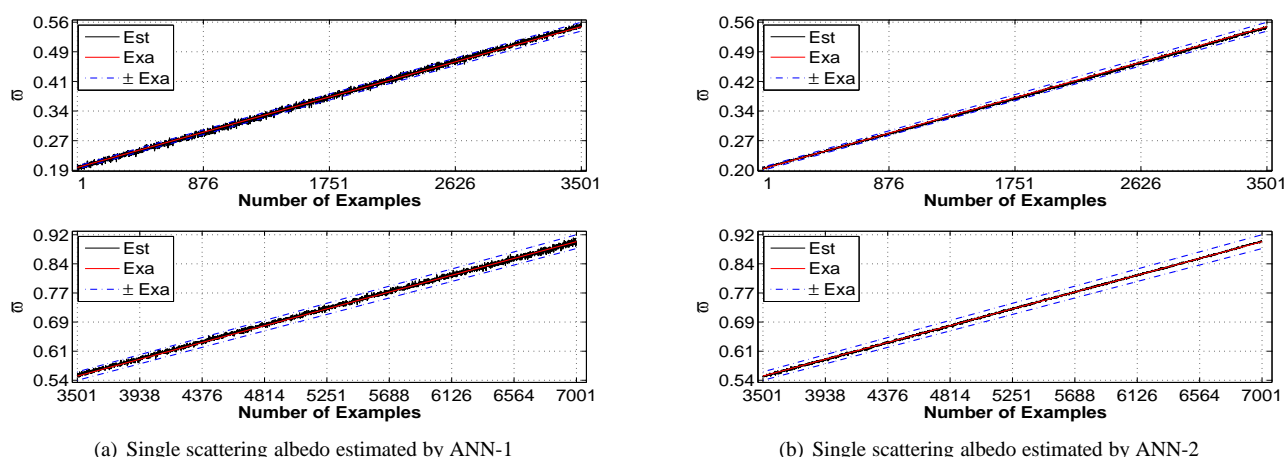 0.56
0.49
0.41
0.34
0.27
0.19
ϖ
Est
Exa
± Exa
1 876 1751 2626 3501
Number of Examples
0.92
0.84
0.77
0.69
0.61
0.54
ϖ
Est
Exa
± Exa
3501 3938 4376 4814 5251 5688 6126 6564 7001
Number of Examples
(a) Single scattering albedo estimated by ANN-1
0.56
0.49
0.42
0.34
0.27
0.20
ϖ
Est
Exa
± Exa
1 876 1751 2626 3501
Number of Examples
0.92
0.84
0.77
0.69
0.61
0.54
ϖ
Est
Exa
± Exa
3501 3938 4376 4814 5251 5688 6126 6564 7001
Number of Examples
(b) Single scattering albedo estimated by ANN-2